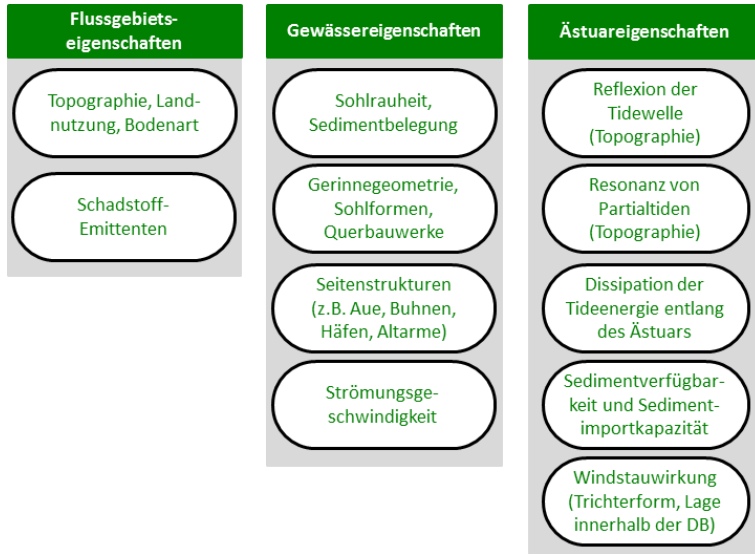 Flussgebiets-
eigenschaften
Topographie, Land-
nutzung, Bodenart
Schadstoff-
Emittenten
Gewässereigenschaften
Sohlrauheit,
Sedimentbelegung
Gerinnegeometrie,
Sohlformen,
Querbauwerke
Seitenstrukturen
(z.B. Aue, Buhnen,
Häfen, Altarme)
Strömungsge-
schwindigkeit
Ästuareigenschaften
Reflexion der
Tidewelle
(Topographie)
Resonanz von
Partialtiden
(Topographie)
Dissipation der
Tideenergie entlang
des Ästuars
Sedimentverfügbar-
keit und Sediment-
importkapazität
Windstauwirkung
(Trichterform, Lage
innerhalb der DB)